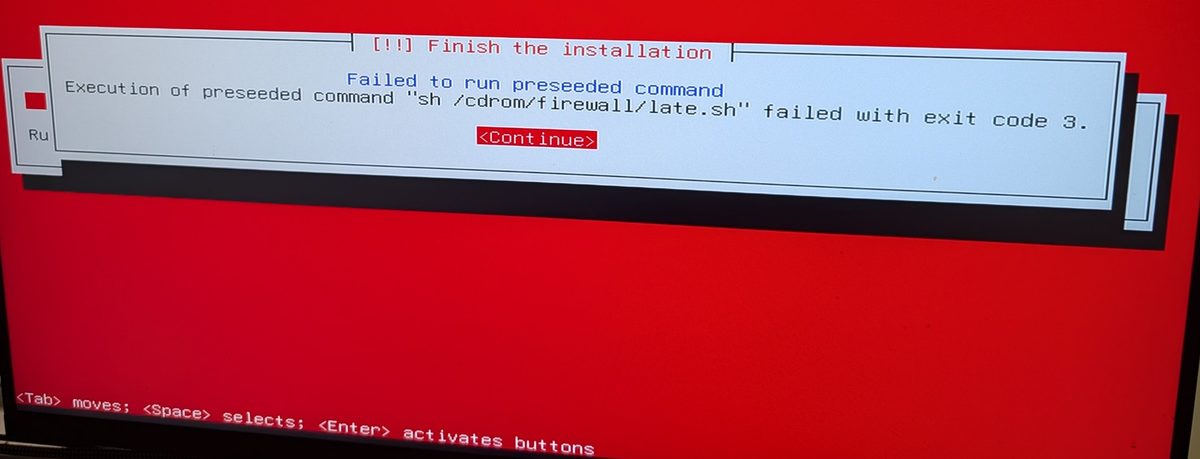 [!!] Finish the installation
Failed to run preseeded command
Execution of preseeded command "sh /cdrom/firewall/late.sh" failed with exit code 3.
<Continue>
Ru
<Tab> moves; <Space> selects; <Enter> activates buttons